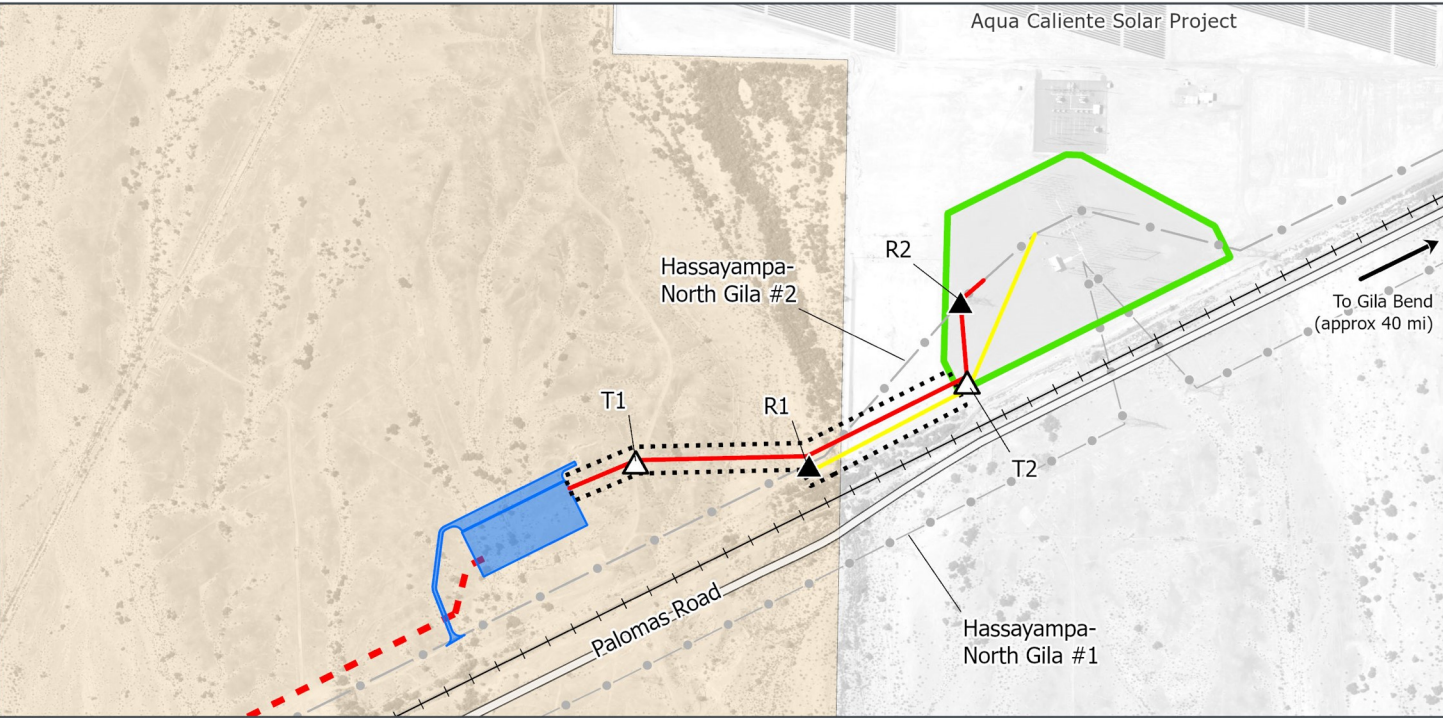 Aqua Caliente Solar Project
R2
Hassayampa-
North Gila #2
To Gila Bend
(approx 40 mi)
T1
R1
T2
Palomas Road
Hassayampa-
North Gila #1